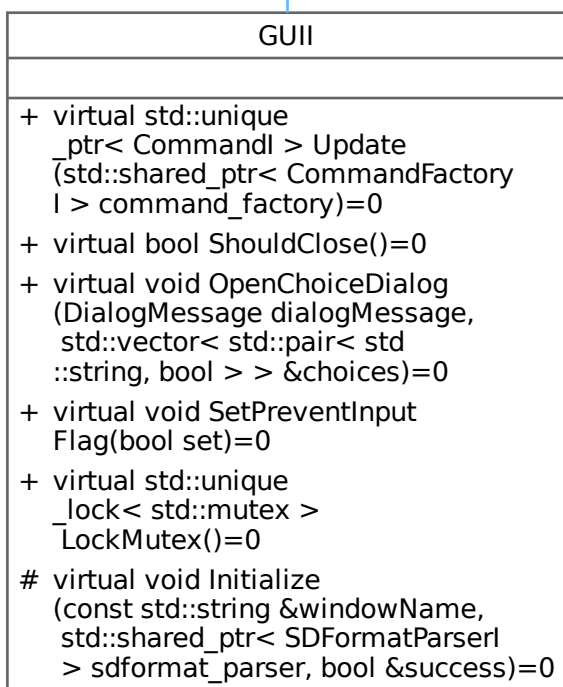 GUII
+ virtual std::unique
_ptr< CommandI > Update
(std::shared_ptr< CommandFactory
I > command_factory)=0
+ virtual bool ShouldClose()=0
+ virtual void OpenChoiceDialog
(DialogMessage dialogMessage,
std::vector< std::pair< std
::string, bool > > &choices)=0
+ virtual void SetPreventInput
Flag(bool set)=0
+ virtual std::unique
_lock< std::mutex >
LockMutex()=0
# virtual void Initialize
(const std::string &windowName,
std::shared_ptr< SDFormatParserI
> sdformat_parser, bool &success)=0